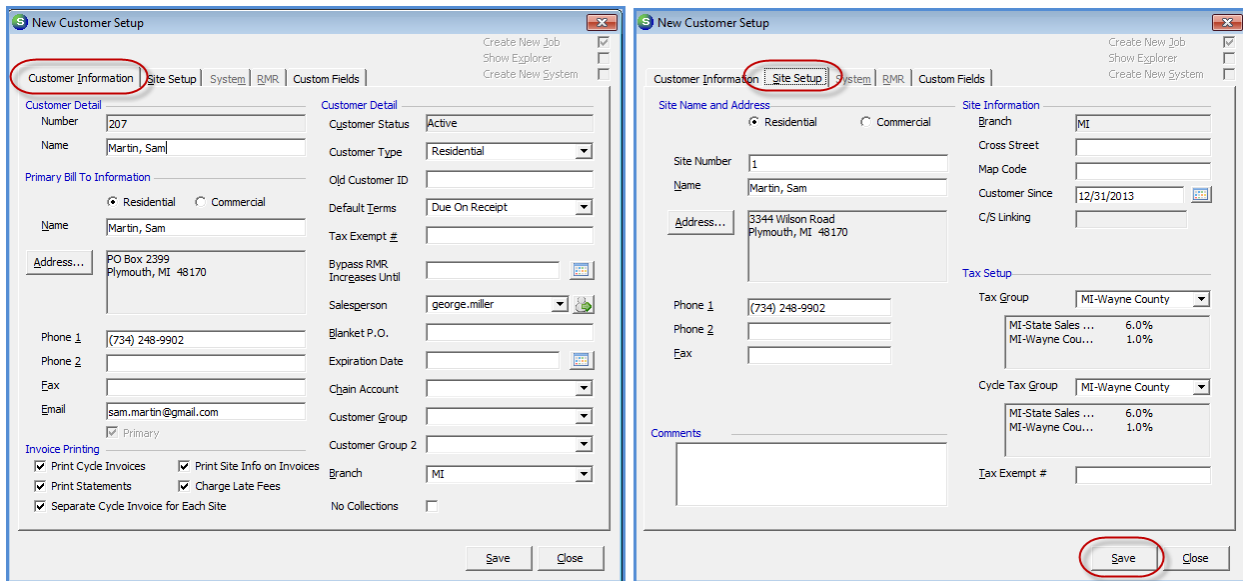 S New Customer Setup
Create New Job
Show Explorer
Create New System
Customer Information Site Setup System RMR Custom Fields
Customer Detail
Number 207
Name Martin, Sam
Primary Bill To Information
Residential Commercial
Name Martin, Sam
Address... PO Box 2399
Plymouth, MI 48170
Phone 1 (734) 248-9902
Phone 2
Fax
Email sam.martin@gmail.com
Primary
Invoice Printing
Print Cycle Invoices Print Site Info on Invoices
Print Statements Charge Late Fees
Separate Cycle Invoice for Each Site
Customer Detail
Customer Status Active
Customer Type Residential
Old Customer ID
Default Terms Due On Receipt
Tax Exempt #
Bypass RMR
Increases Until
Salesperson george.miller
Blanket P.O.
Expiration Date
Chain Account
Customer Group
Customer Group 2
Branch MI
No Collections
Save Close
S New Customer Setup
Create New Job
Show Explorer
Create New System
Customer Information Site Setup System RMR Custom Fields
Site Name and Address
Residential Commercial
Site Number 1
Name Martin, Sam
Address... 3344 Wilson Road
Plymouth, MI 48170
Phone 1 (734) 248-9902
Phone 2
Fax
Comments
Site Information
Branch MI
Cross Street
Map Code
Customer Since 12/31/2013
C/S Linking
Tax Setup
Tax Group MI-Wayne County
MI-State Sales ... 6.0%
MI-Wayne Cou... 1.0%
Cycle Tax Group MI-Wayne County
MI-State Sales ... 6.0%
MI-Wayne Cou... 1.0%
Tax Exempt #
Save Close